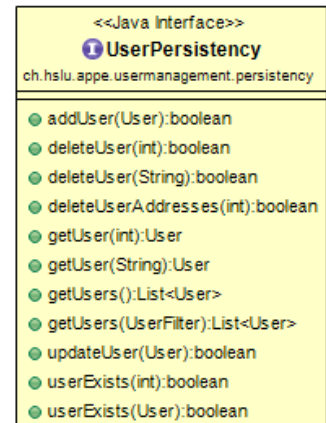 <<Java Interface>>
I UserPersistency
ch.hslu.appe.usermanagement.persistency
addUser(User):boolean
deleteUser(int):boolean
deleteUser(String):boolean
deleteUserAddresses(int):boolean
getUser(int):User
getUser(String):User
getUsers():List<User>
getUsers(UserFilter):List<User>
updateUser(User):boolean
userExists(int):boolean
userExists(User):boolean